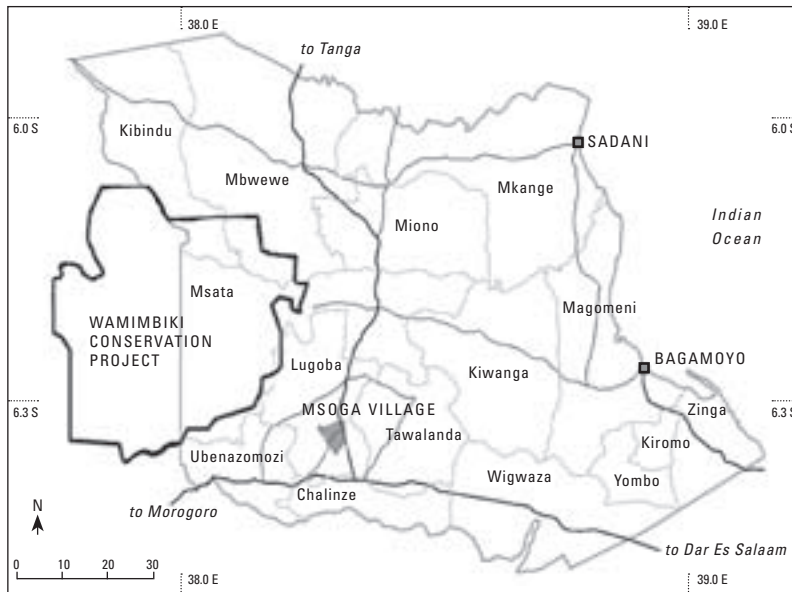 38.0 E
39.0 E
to Tanga
6.0 S
6.0 S
Kibindu
SADANI
Mbwewe
Mkange
Miono
Indian
Ocean
Msata
Magomeni
WAMIMBIKI
CONSERVATION
PROJECT
BAGAMOYO
Lugoba
Kiwanga
6.3 S
6.3 S
MSOGA VILLAGE
Zinga
Tawalanda
Kiromo
Ubenazomozi
Wigwaza
Yombo
Chalinze
N
to Morogoro
to Dar Es Salaam
0 10 20 30
38.0 E
39.0 E